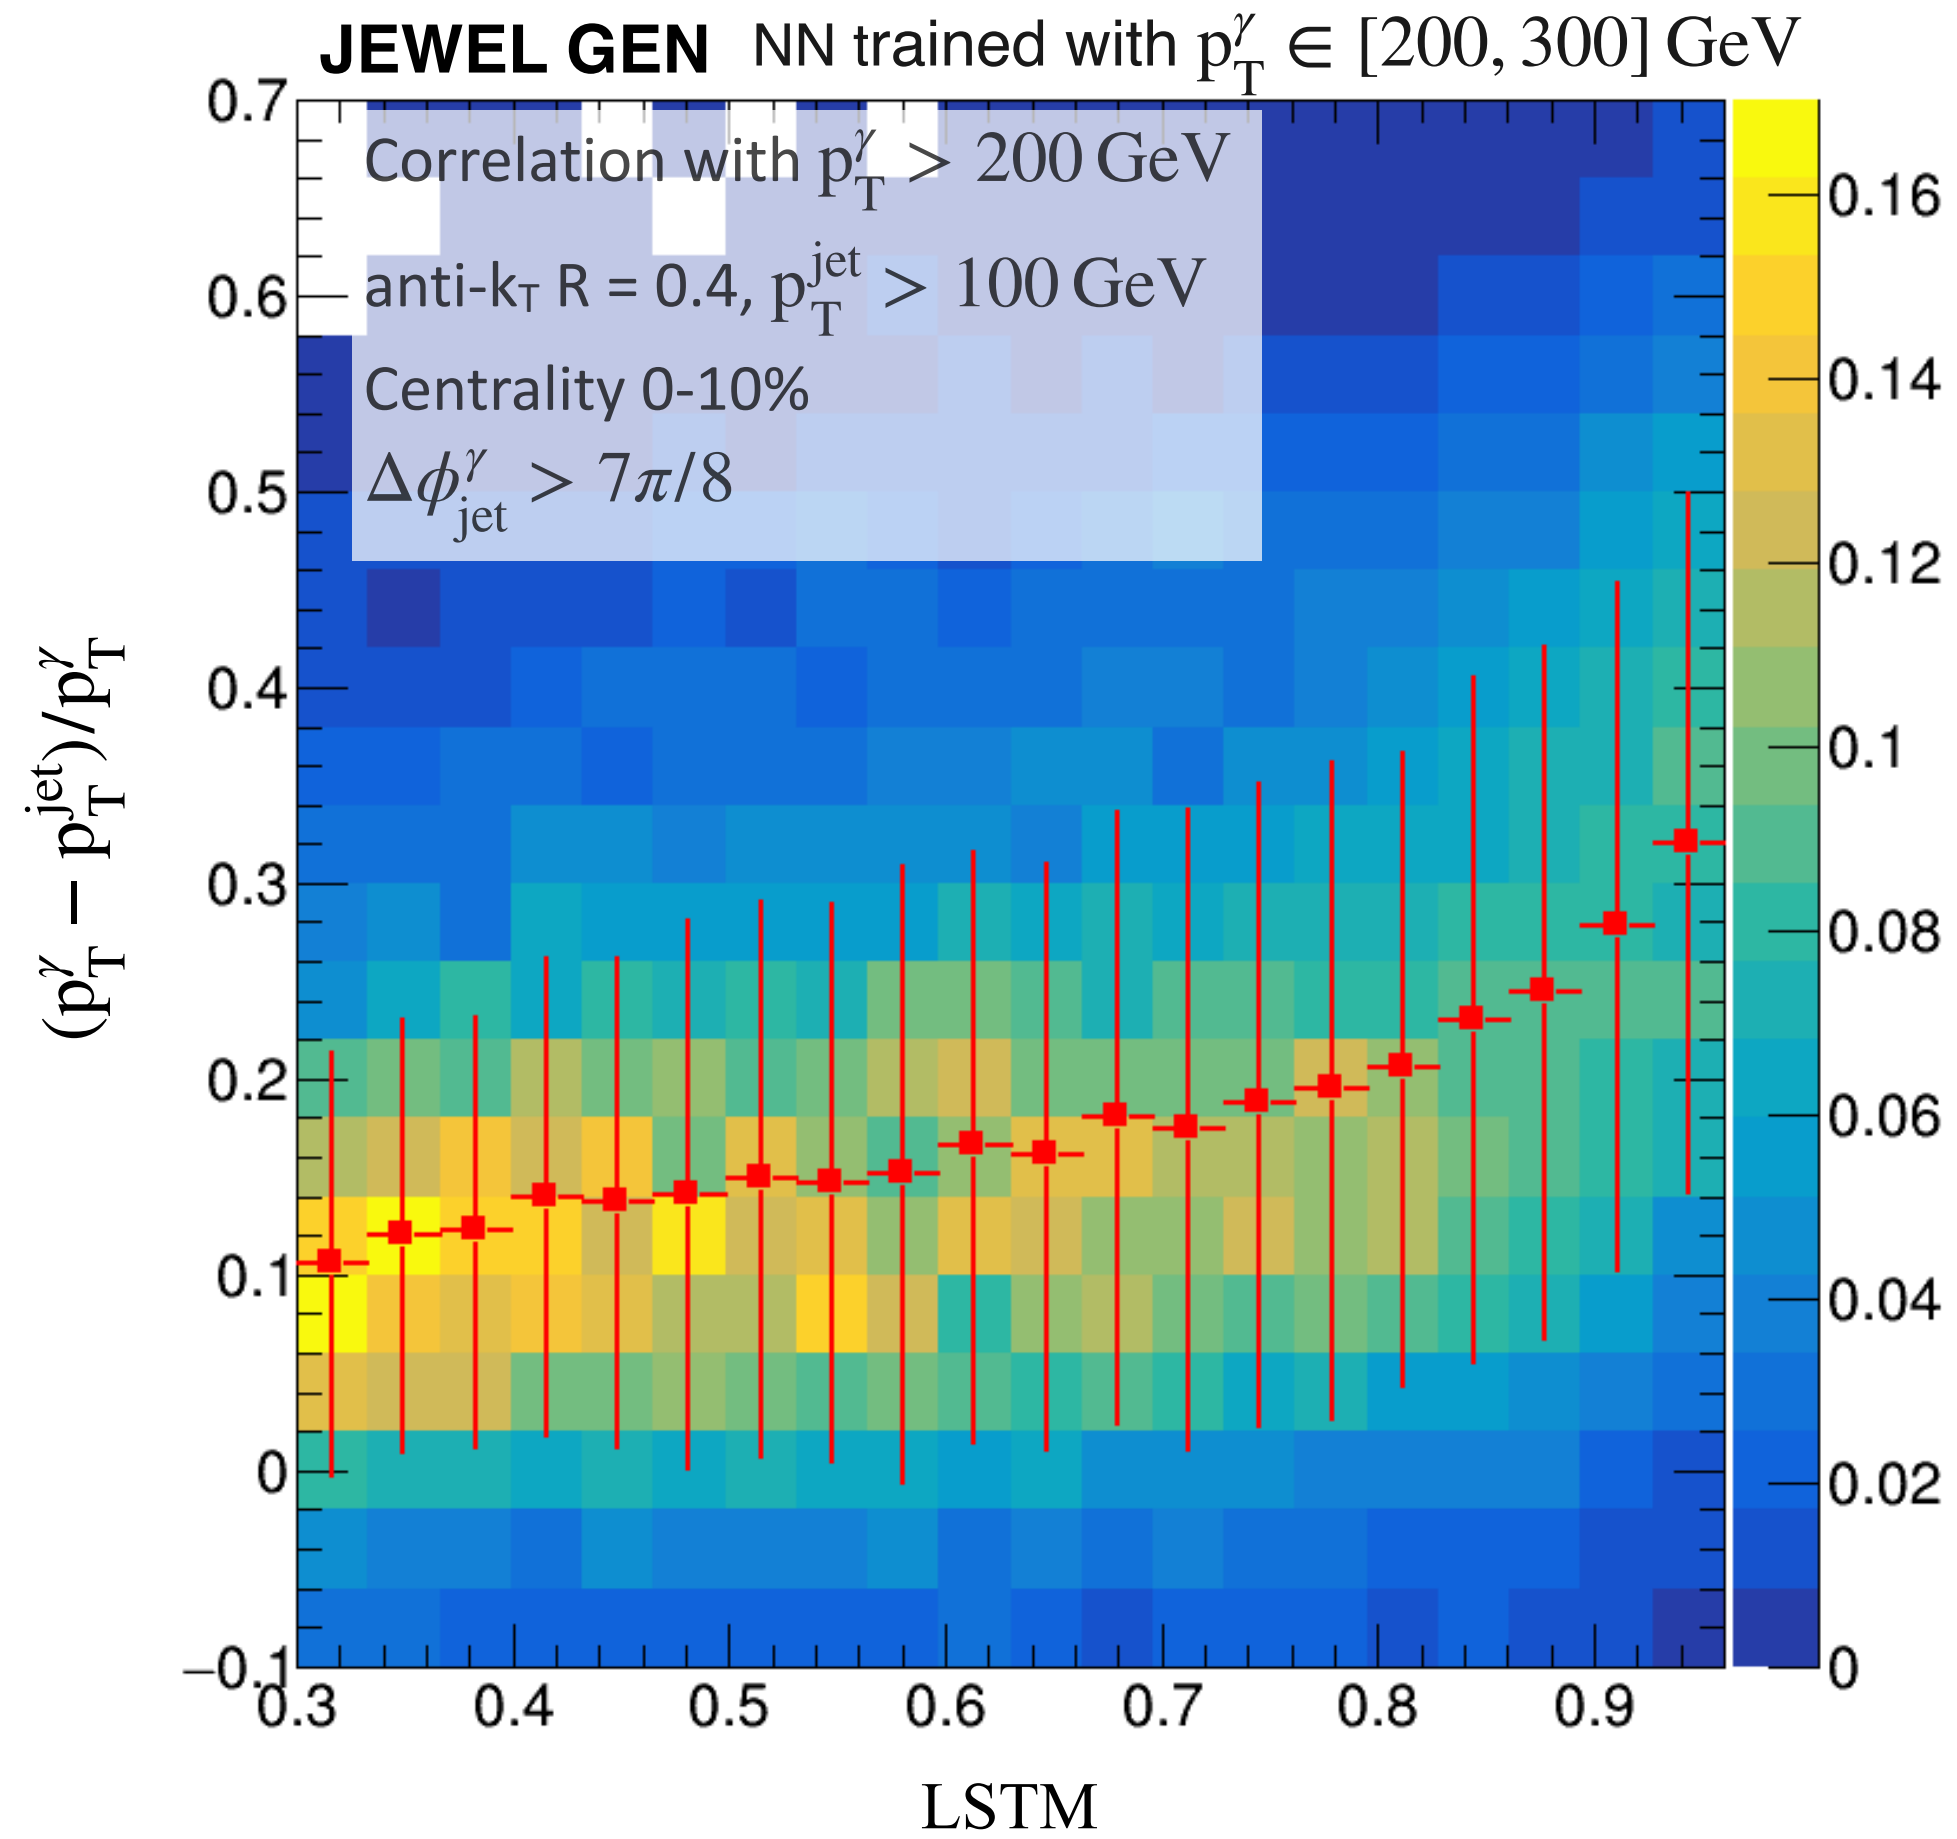 JEWEL GEN NN trained with p_T^γ ∈ [200, 300] GeV
Correlation with p_T^γ > 200 GeV
anti-k_T R = 0.4, p_T^jet > 100 GeV
Centrality 0-10%
Δϕ_jet^γ > 7π/8
(p_T^γ − p_T^jet)/p_T^γ
0.7
0.6
0.5
0.4
0.3
0.2
0.1
0
−0.1
0.3 0.4 0.5 0.6 0.7 0.8 0.9
LSTM
0.16
0.14
0.12
0.1
0.08
0.06
0.04
0.02
0